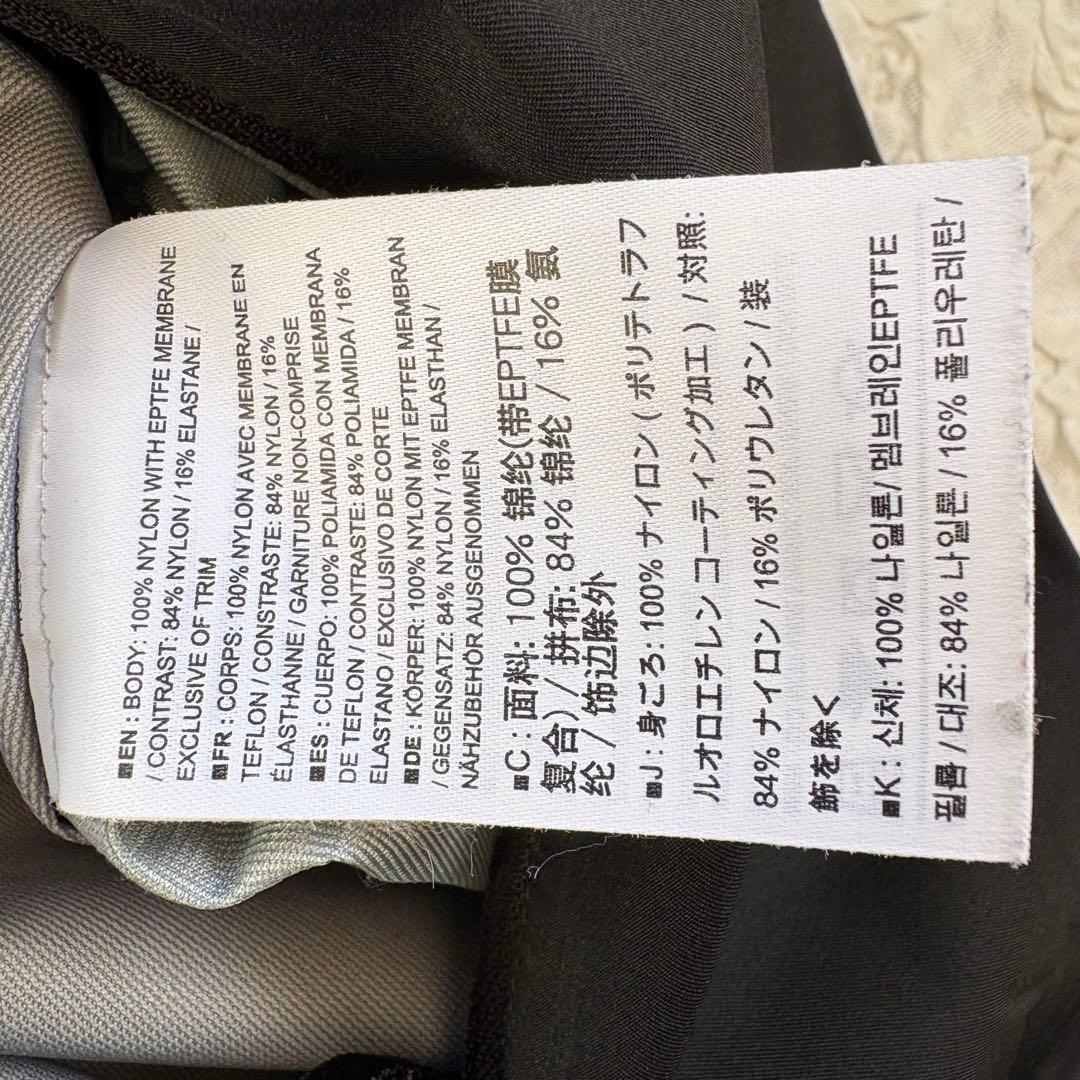 EN : BODY: 100% NYLON WITH EPTFE MEMBRANE
/ CONTRAST: 84% NYLON / 16% ELASTANE /
EXCLUSIVE OF TRIM
FR : CORPS: 100% NYLON AVEC MEMBRANE EN
TEFLON / CONSTRASTE: 84% NYLON / 16%
ÉLASTHANNE / GARNITURE NON-COMPRISE
ES : CUERPO: 100% POLIAMIDA CON MEMBRANA
DE TEFLON / CONTRASTE: 84% POLIAMIDA / 16%
ELASTANO / EXCLUSIVO DE CORTE
DE : KÖRPER: 100% NYLON MIT EPTFE MEMBRAN
/ GEGENSATZ: 84% NYLON / 16% ELASTHAN /
NÄHZUBEHÖR AUSGENOMMEN
C : 面料: 100% 锦纶(带EPTFE膜
复合) / 拼布: 84% 锦纶 / 16% 氨
纶 / 饰边除外
J : 身ごろ: 100% ナイロン ( ポリテトラフ
ルオロエチレン コーティング加工 ) / 対照:
84% ナイロン / 16% ポリウレタン / 装
飾を除く
K : 신체: 100% 나일론 / 멤브레인EPTFE
필름 / 대조: 84% 나일론 / 16% 폴리우레탄 /